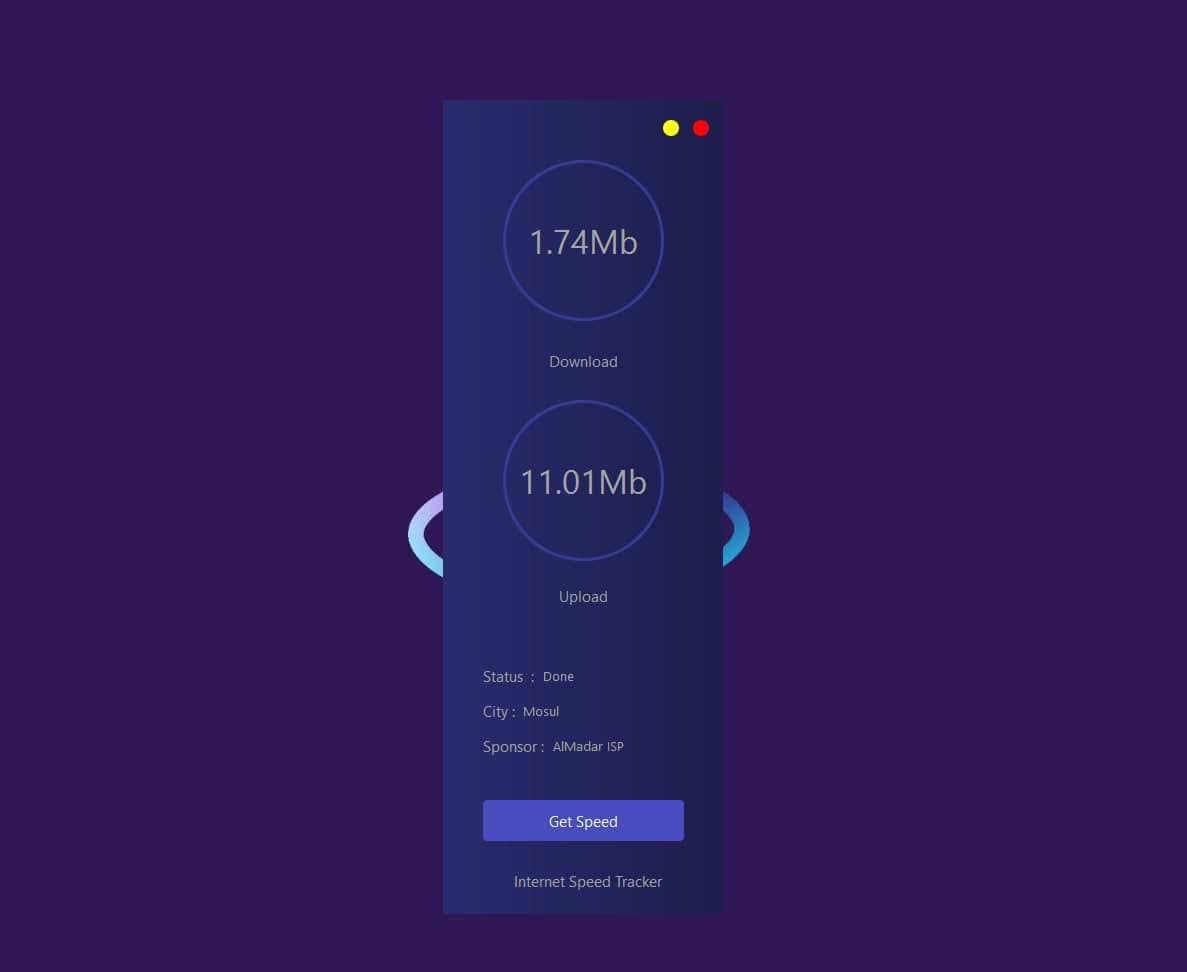 1.74Mb
Download
11.01Mb
Upload
Status : Done
City : Mosul
Sponsor : AlMadar ISP
Get Speed
Internet Speed Tracker